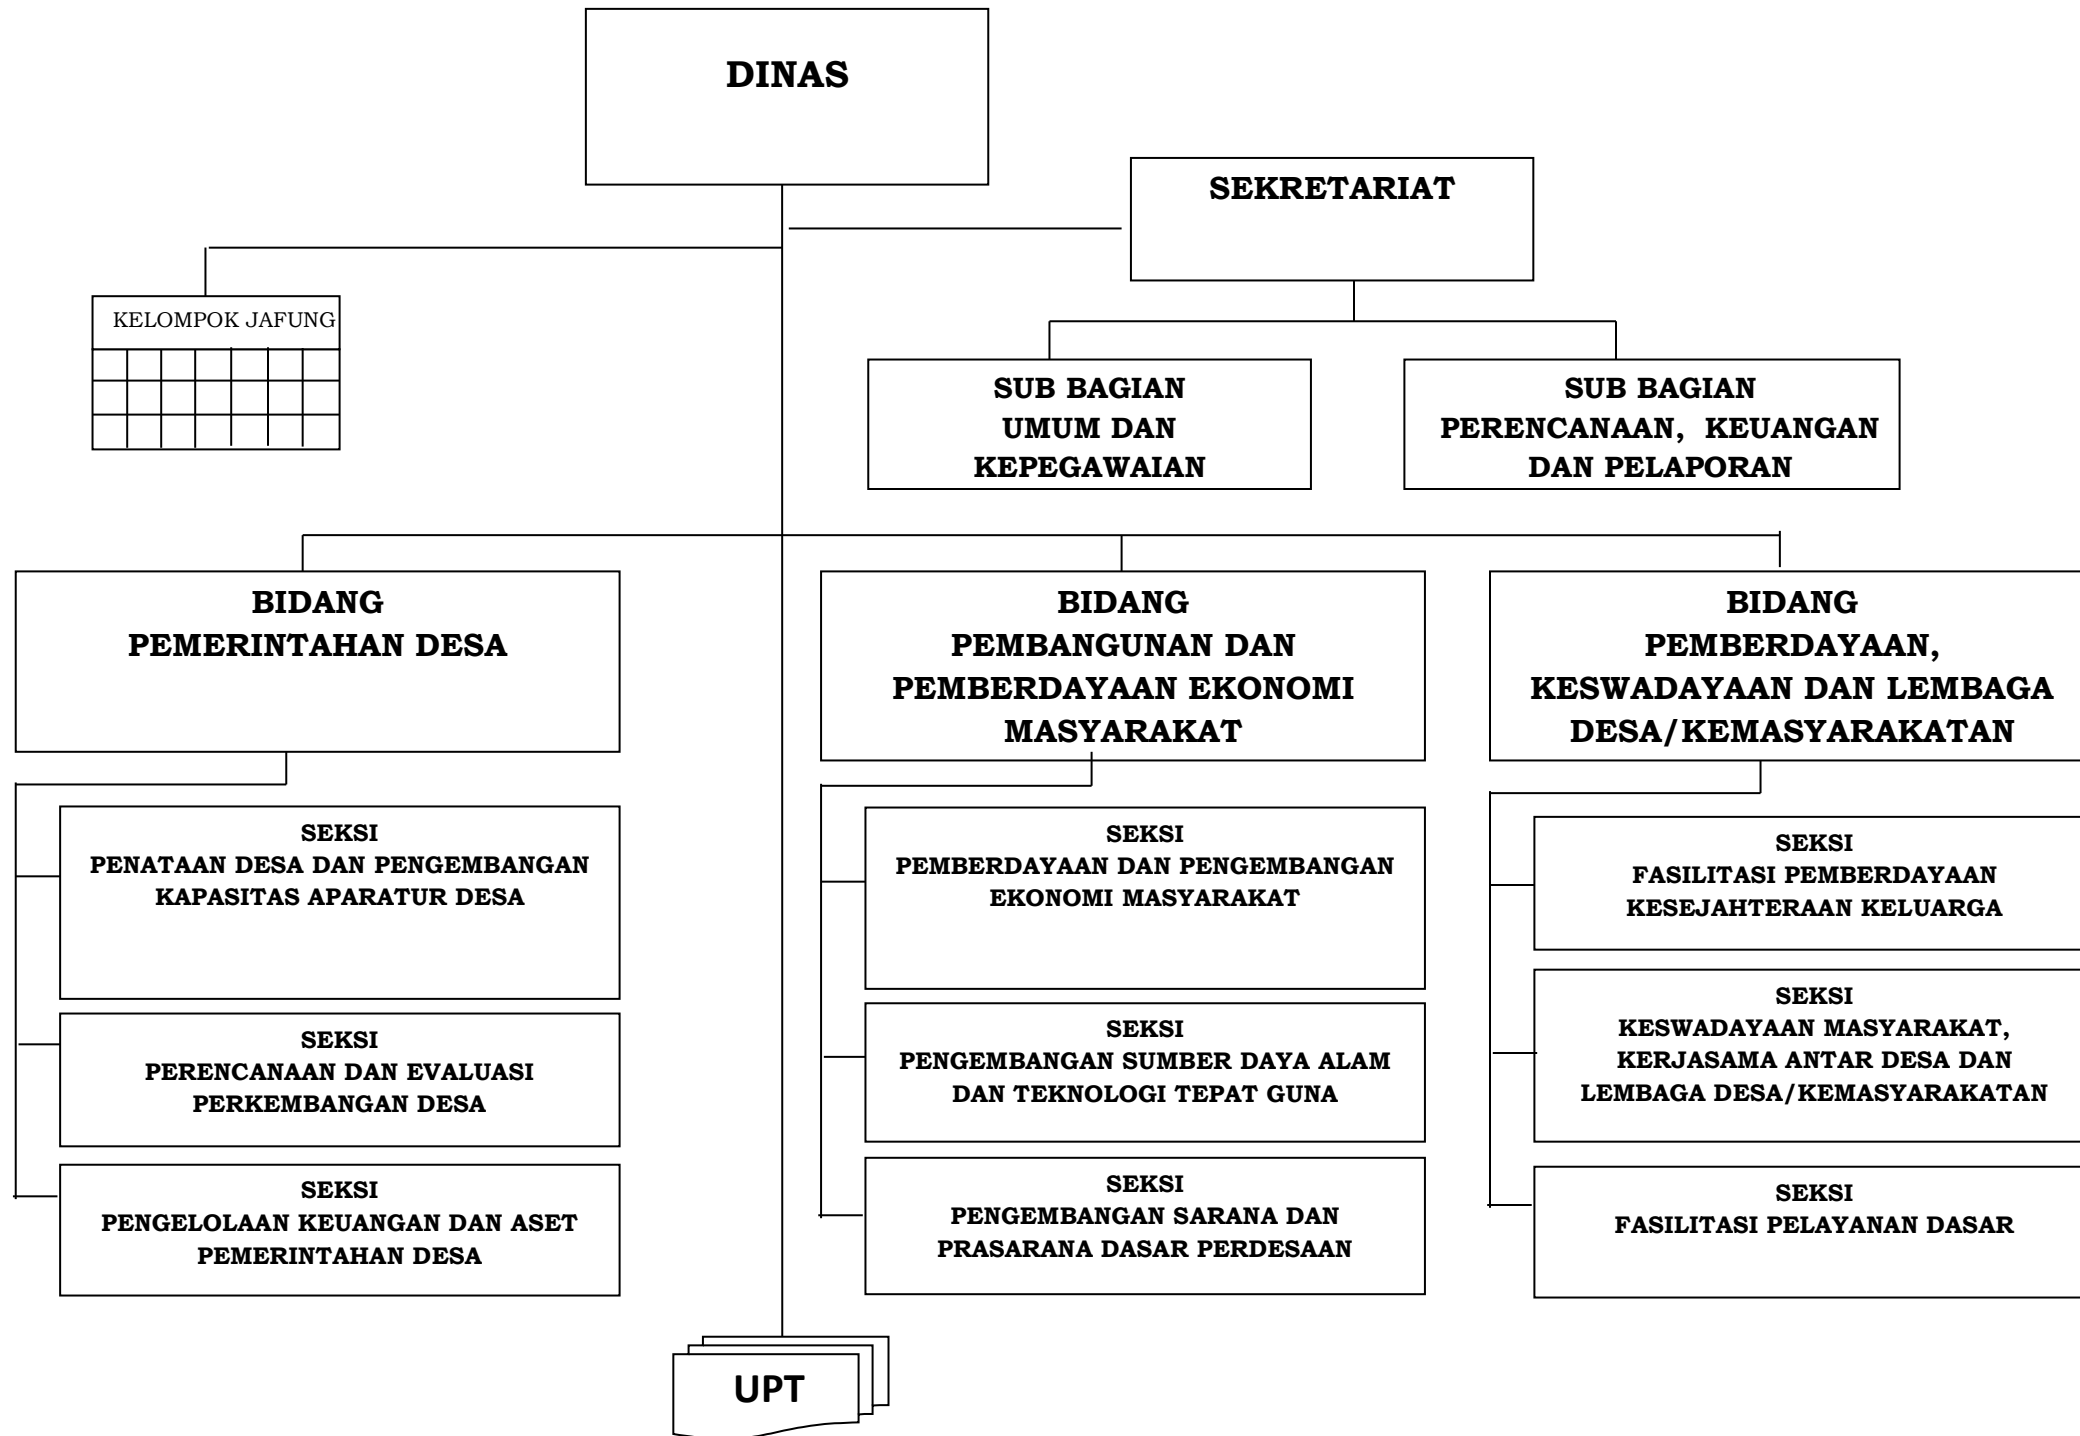 DINAS
SEKRETARIAT
KELOMPOK JAFUNG
SUB BAGIAN
UMUM DAN
KEPEGAWAIAN
SUB BAGIAN
PERENCANAAN, KEUANGAN
DAN PELAPORAN
BIDANG
PEMERINTAHAN DESA
BIDANG
PEMBANGUNAN DAN
PEMBERDAYAAN EKONOMI
MASYARAKAT
BIDANG
PEMBERDAYAAN,
KESWADAYAAN DAN LEMBAGA
DESA/KEMASYARAKATAN
SEKSI
PENATAAN DESA DAN PENGEMBANGAN
KAPASITAS APARATUR DESA
SEKSI
PERENCANAAN DAN EVALUASI
PERKEMBANGAN DESA
SEKSI
PENGELOLAAN KEUANGAN DAN ASET
PEMERINTAHAN DESA
SEKSI
PEMBERDAYAAN DAN PENGEMBANGAN
EKONOMI MASYARAKAT
SEKSI
PENGEMBANGAN SUMBER DAYA ALAM
DAN TEKNOLOGI TEPAT GUNA
SEKSI
PENGEMBANGAN SARANA DAN
PRASARANA DASAR PERDESAAN
SEKSI
FASILITASI PEMBERDAYAAN
KESEJAHTERAAN KELUARGA
SEKSI
KESWADAYAAN MASYARAKAT,
KERJASAMA ANTAR DESA DAN
LEMBAGA DESA/KEMASYARAKATAN
SEKSI
FASILITASI PELAYANAN DASAR
UPT